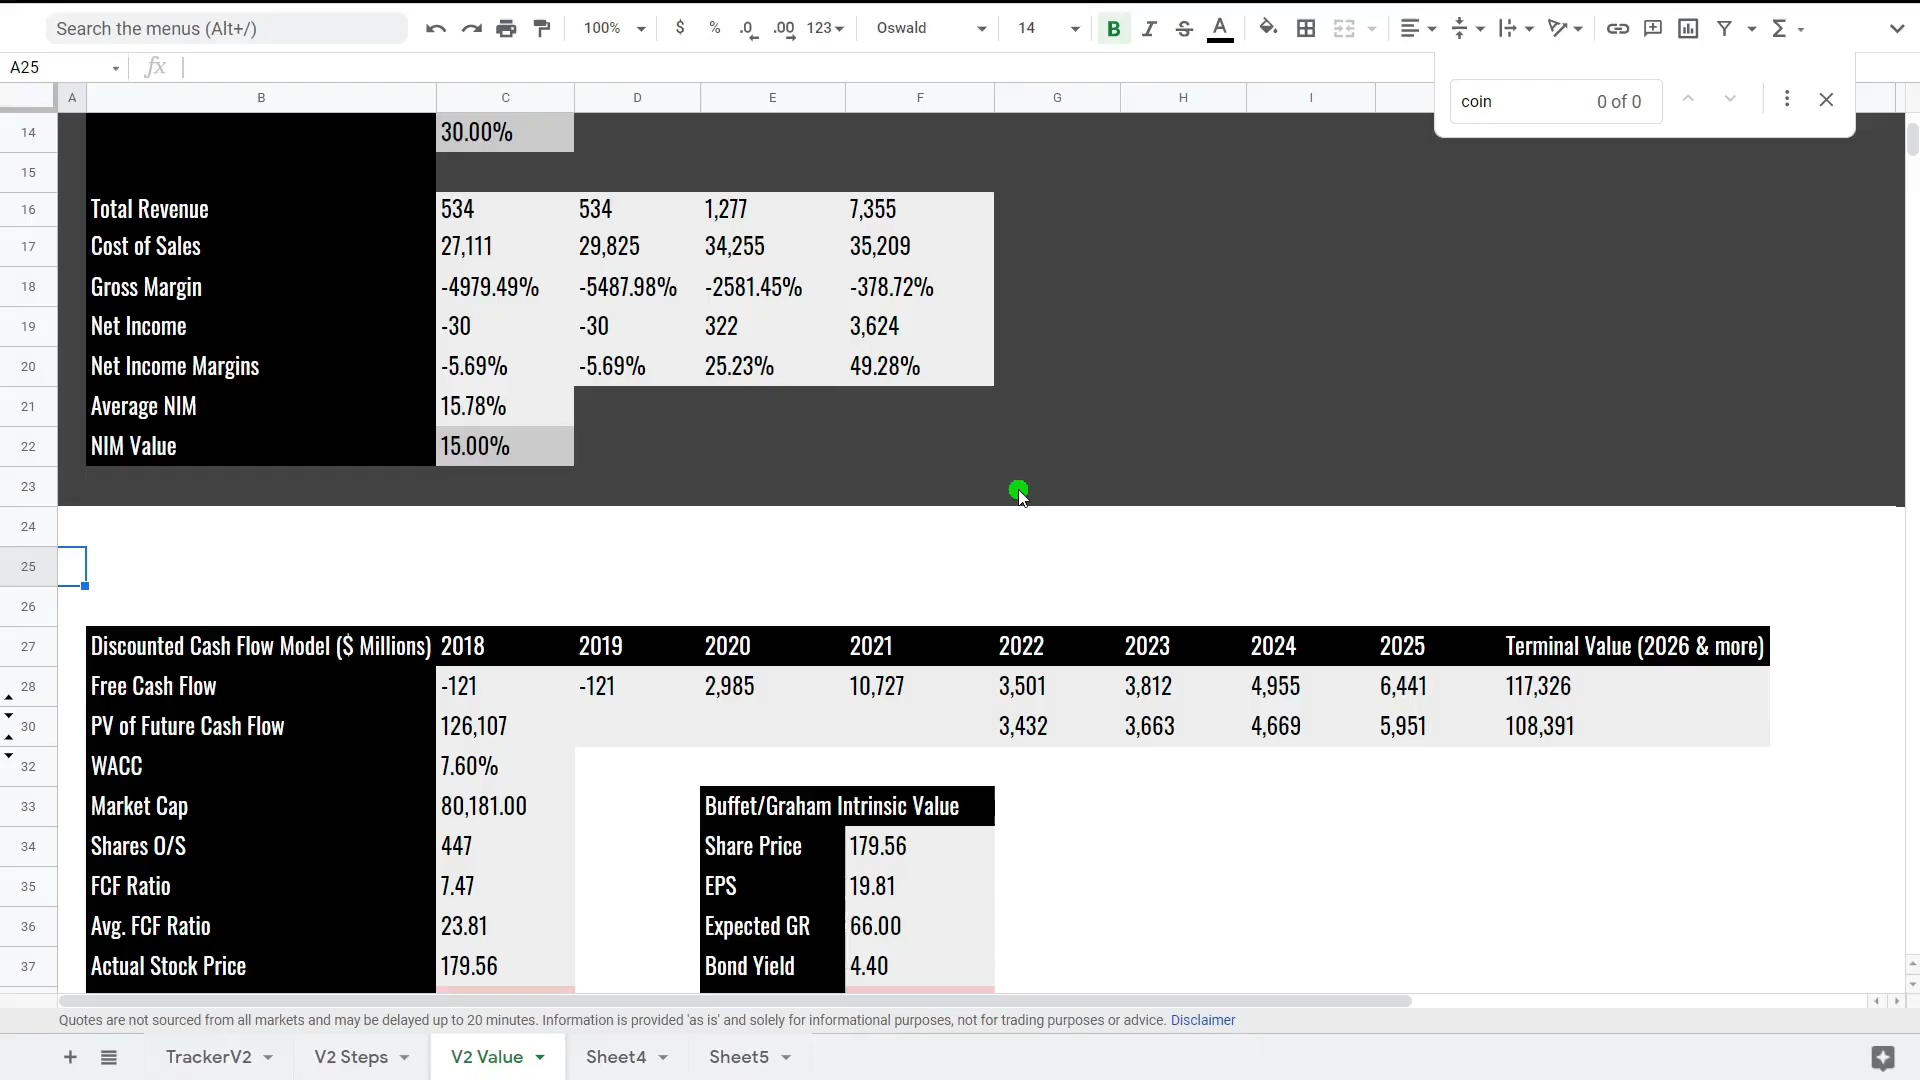 Search the menus (Alt+/)
100%
$ % .0 .00 123
Oswald
14
B I S A
Σ
A25
fx
coin 0 of 0
A B C D E F G H I
14 30.00%
15
16 Total Revenue 534 534 1,277 7,355
17 Cost of Sales 27,111 29,825 34,255 35,209
18 Gross Margin -4979.49% -5487.98% -2581.45% -378.72%
19 Net Income -30 -30 322 3,624
20 Net Income Margins -5.69% -5.69% 25.23% 49.28%
21 Average NIM 15.78%
22 NIM Value 15.00%
23
24
25
26
27 Discounted Cash Flow Model ($ Millions) 2018 2019 2020 2021 2022 2023 2024 2025 Terminal Value (2026 & more)
28 Free Cash Flow -121 -121 2,985 10,727 3,501 3,812 4,955 6,441 117,326
30 PV of Future Cash Flow 126,107 3,432 3,663 4,669 5,951 108,391
32 WACC 7.60%
33 Market Cap 80,181.00 Buffet/Graham Intrinsic Value
34 Shares O/S 447 Share Price 179.56
35 FCF Ratio 7.47 EPS 19.81
36 Avg. FCF Ratio 23.81 Expected GR 66.00
37 Actual Stock Price 179.56 Bond Yield 4.40
Quotes are not sourced from all markets and may be delayed up to 20 minutes. Information is provided 'as is' and solely for informational purposes, not for trading purposes or advice. Disclaimer
TrackerV2 V2 Steps V2 Value Sheet4 Sheet5